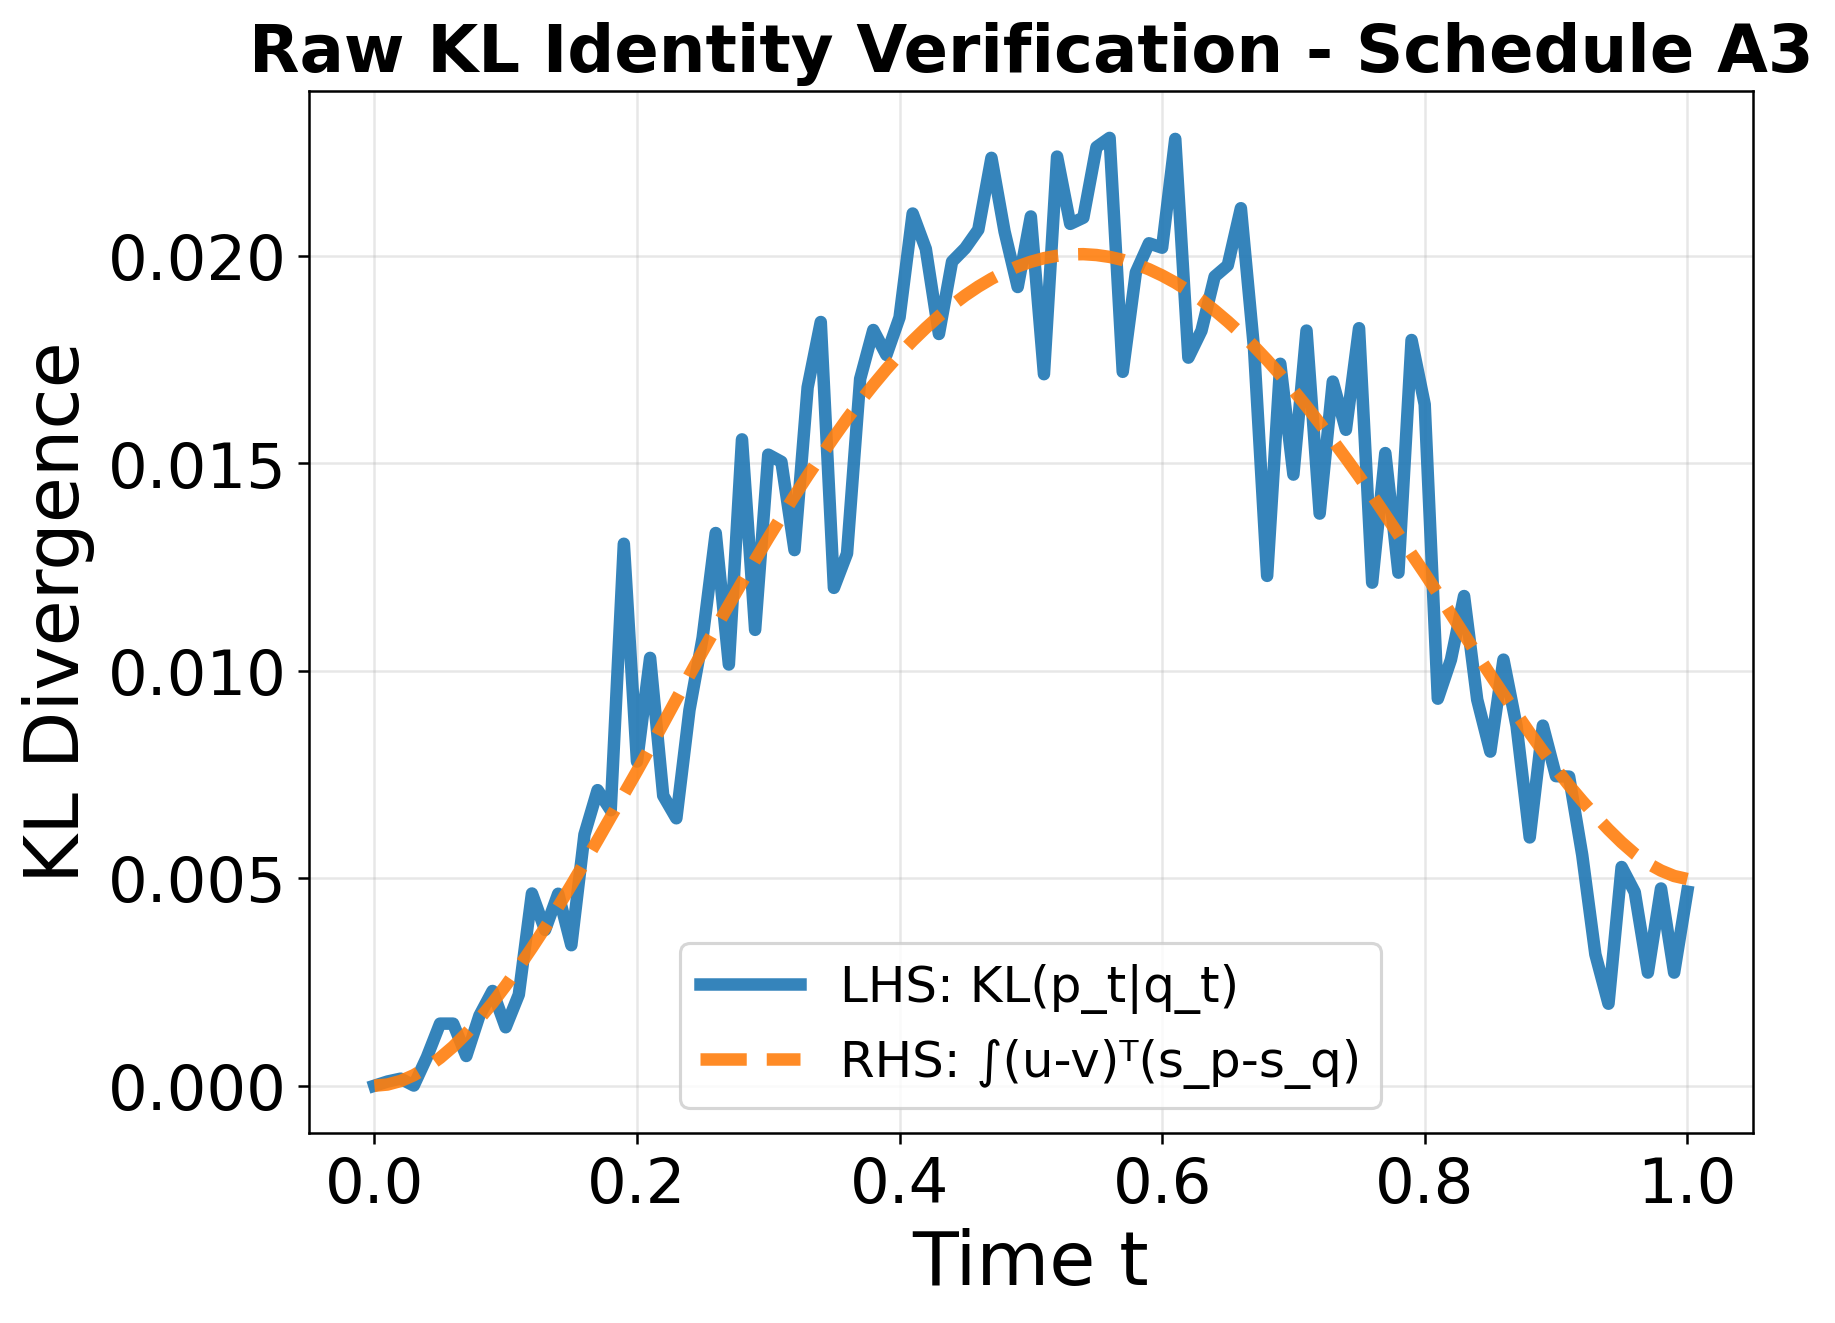 Raw KL Identity Verification - Schedule A3
KL Divergence
0.020
0.015
0.010
0.005
0.000
LHS: KL(p_t|q_t)
RHS: ∫(u-v)ᵀ(s_p-s_q)
0.0 0.2 0.4 0.6 0.8 1.0
Time t